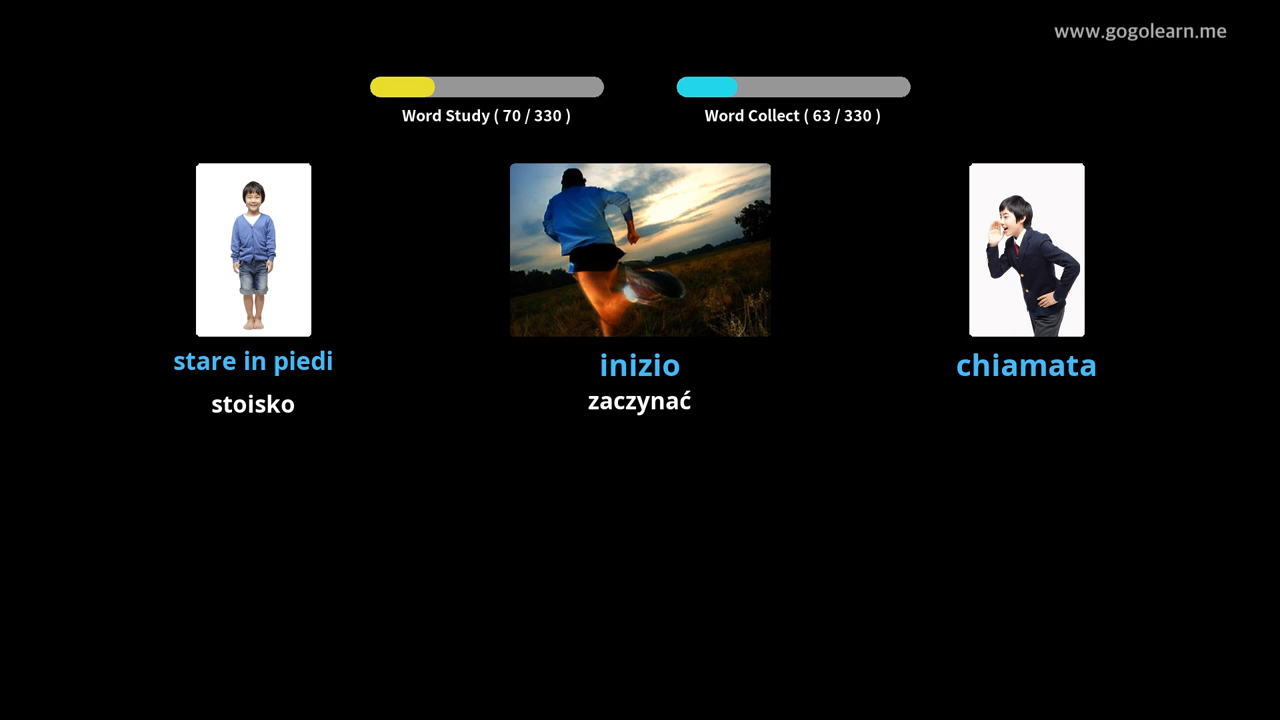 www.gogolearn.me
Word Study ( 70 / 330 )
Word Collect ( 63 / 330 )
stare in piedi
stoisko
inizio
zaczynać
chiamata